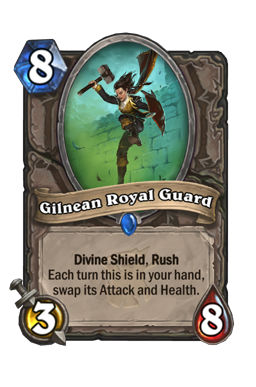 8
Gilnean Royal Guard
Divine Shield, Rush
Each turn this is in your hand,
swap its Attack and Health.
3
8